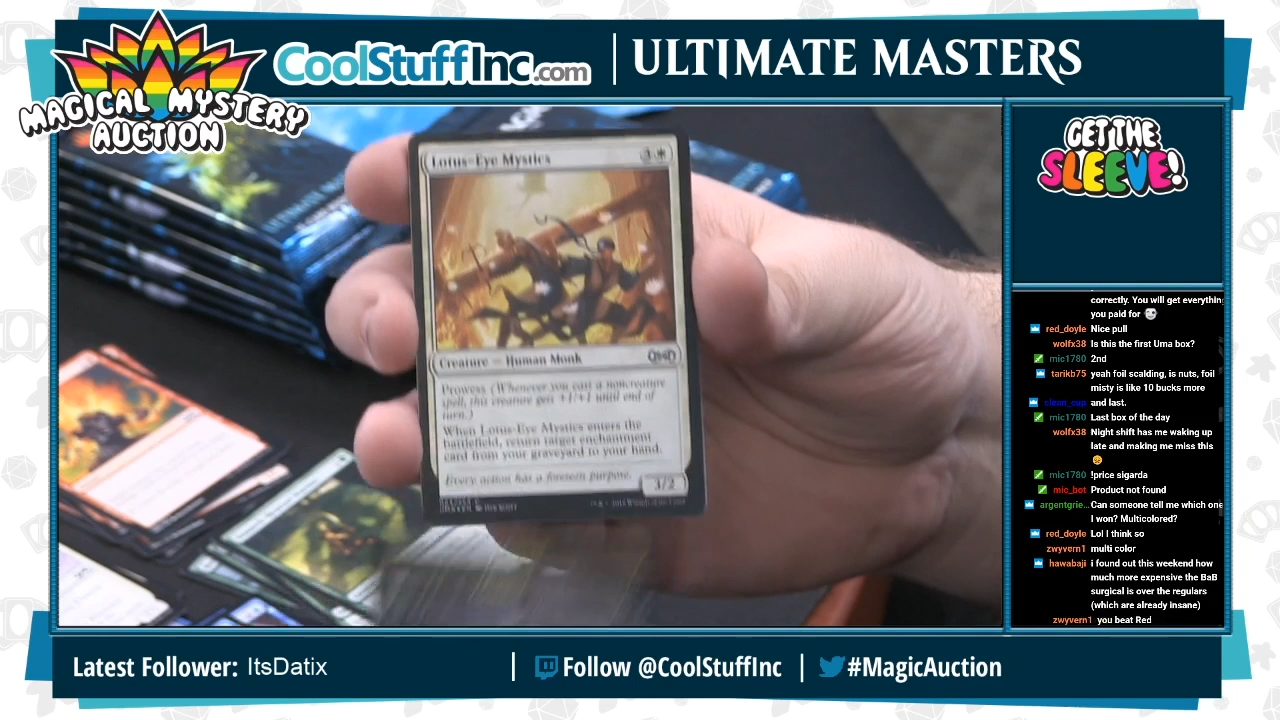 MAGICAL MYSTERY
AUCTION
CoolStuffInc.com
ULTIMATE MASTERS
GET THE
SLEEVE!
Lotus-Eye Mystics
3
Creature — Human Monk
Prowess (Whenever you cast a noncreature
spell, this creature gets +1/+1 until end of
turn.)
When Lotus-Eye Mystics enters the
battlefield, return target enchantment
card from your graveyard to your hand.
Every action has a foreseen purpose.
3/2
correctly. You will get everythin
you paid for
red_doyle Nice pull
wolfx38 Is this the first Uma box?
mic1780 2nd
tarikb75 yeah foil scalding, is nuts, foil
misty is like 10 bucks more
clean_cup and last.
mic1780 Last box of the day
wolfx38 Night shift has me waking up
late and making me miss this
mic1780 !price sigarda
mic_bot Product not found
argentgrie... Can someone tell me which one
I won? Multicolored?
red_doyle Lol I think so
zwyvern1 multi color
hawabaji i found out this weekend how
much more expensive the BaB
surgical is over the regulars
(which are already insane)
zwyvern1 you beat Red
Latest Follower: ItsDatix
Follow @CoolStuffInc
#MagicAuction